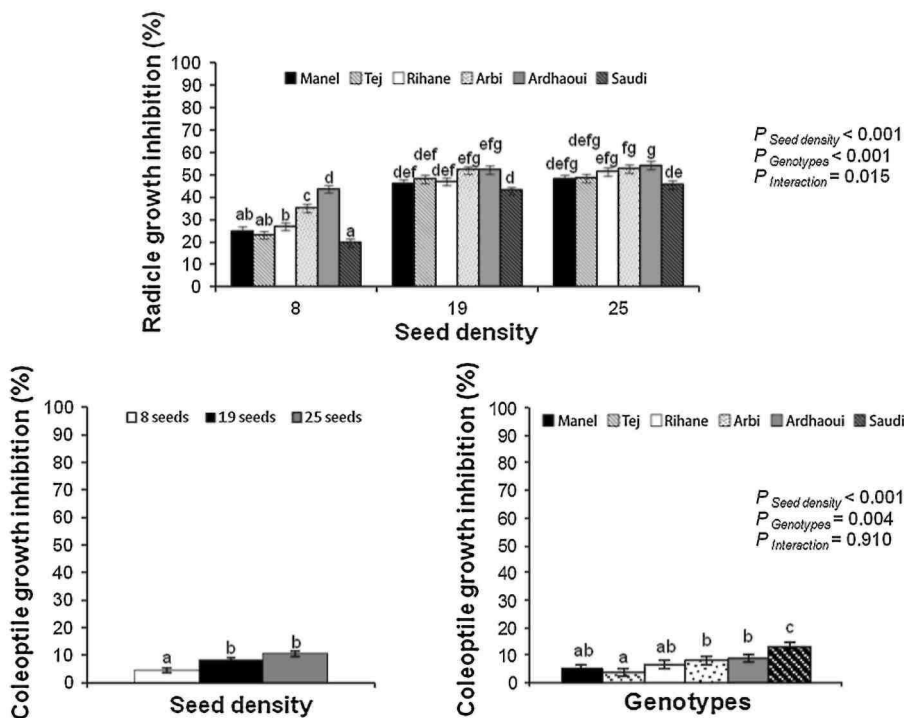 Radicle growth inhibition (%)
100
90
80
70
60
50
40
30
20
10
0
Manel Tej Rihane Arbi Ardhaoui Saudi
ab ab b c d a
def def def efg efg d
defg defg efg fg g de
8 19 25
Seed density
P Seed density < 0.001
P Genotypes < 0.001
P Interaction = 0.015
Coleoptile growth inhibition (%)
100
90
80
70
60
50
40
30
20
10
0
8 seeds 19 seeds 25 seeds
a b b
Seed density
Coleoptile growth inhibition (%)
100
90
80
70
60
50
40
30
20
10
0
Manel Tej Rihane Arbi Ardhaoui Saudi
ab a ab b b c
Genotypes
P Seed density < 0.001
P Genotypes = 0.004
P Interaction = 0.910